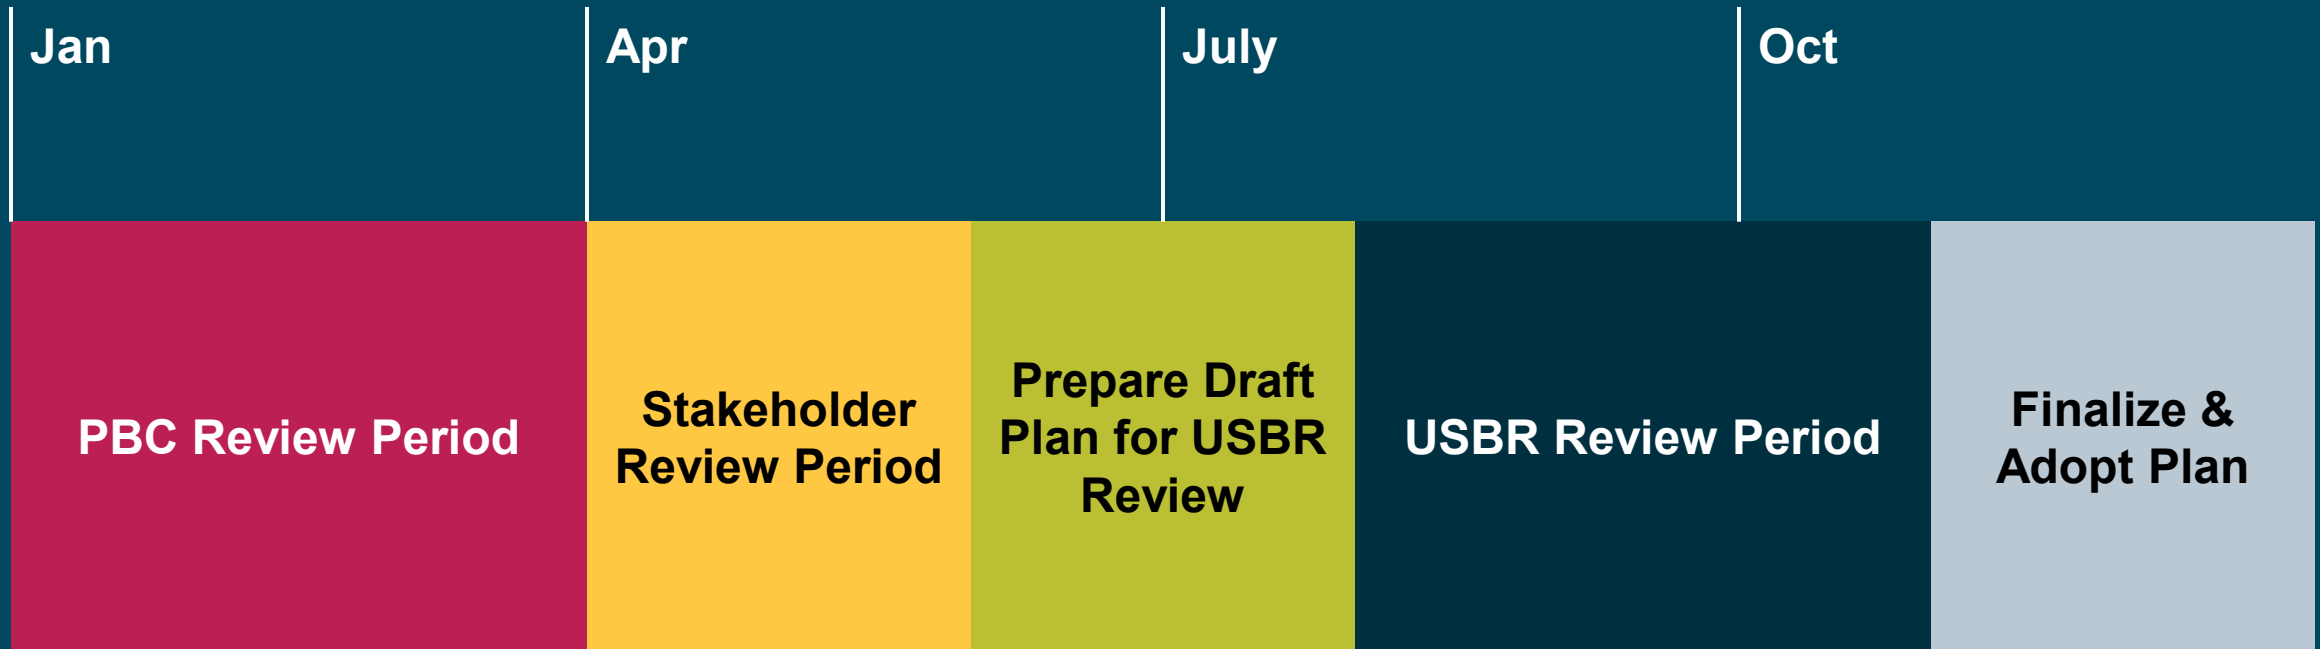 Jan
Apr
July
Oct
PBC Review Period
Stakeholder
Review Period
Prepare Draft
Plan for USBR
Review
USBR Review Period
Finalize &
Adopt Plan